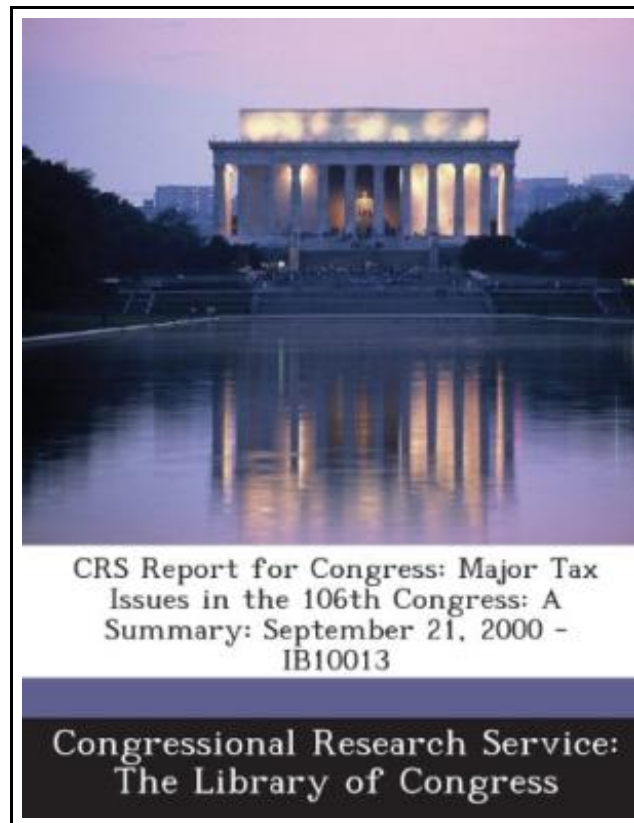 CRS Report for Congress: Major Tax
Issues in the 106th Congress: A
Summary: September 21, 2000 -
IB10013
Congressional Research Service:
The Library of Congress